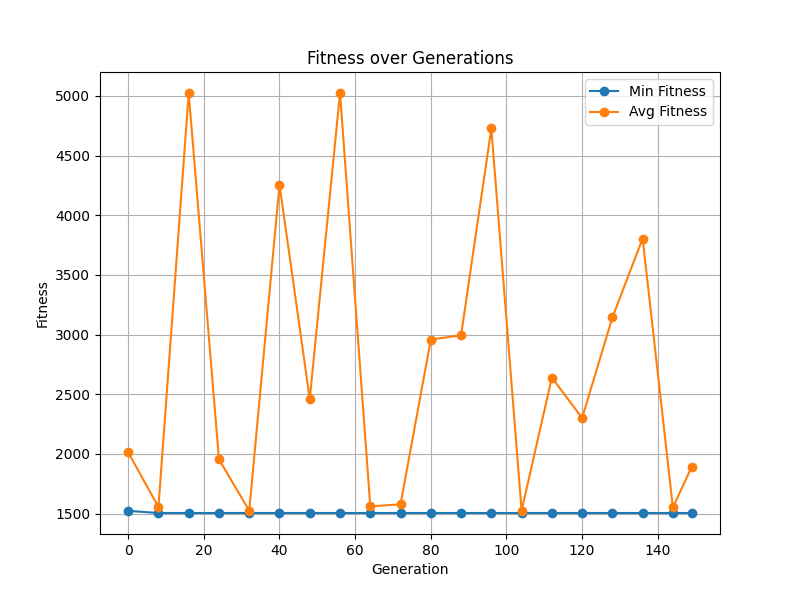 Fitness over Generations
Min Fitness
Avg Fitness
5000
4500
4000
3500
3000
2500
2000
1500
Fitness
0 20 40 60 80 100 120 140
Generation